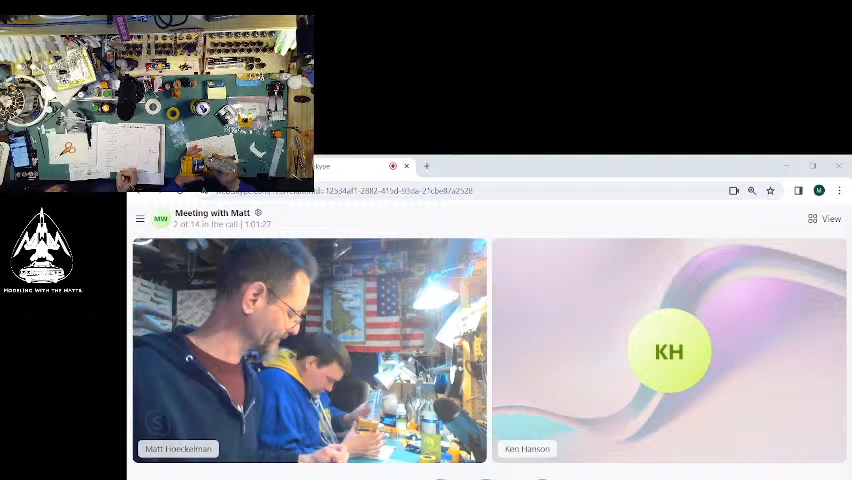 Meeting with Matt
MW
2 of 14 in the call | 1:01:27
View
MODELING WITH THE MATTS
KH
Matt Hoeckelman
Ken Hanson